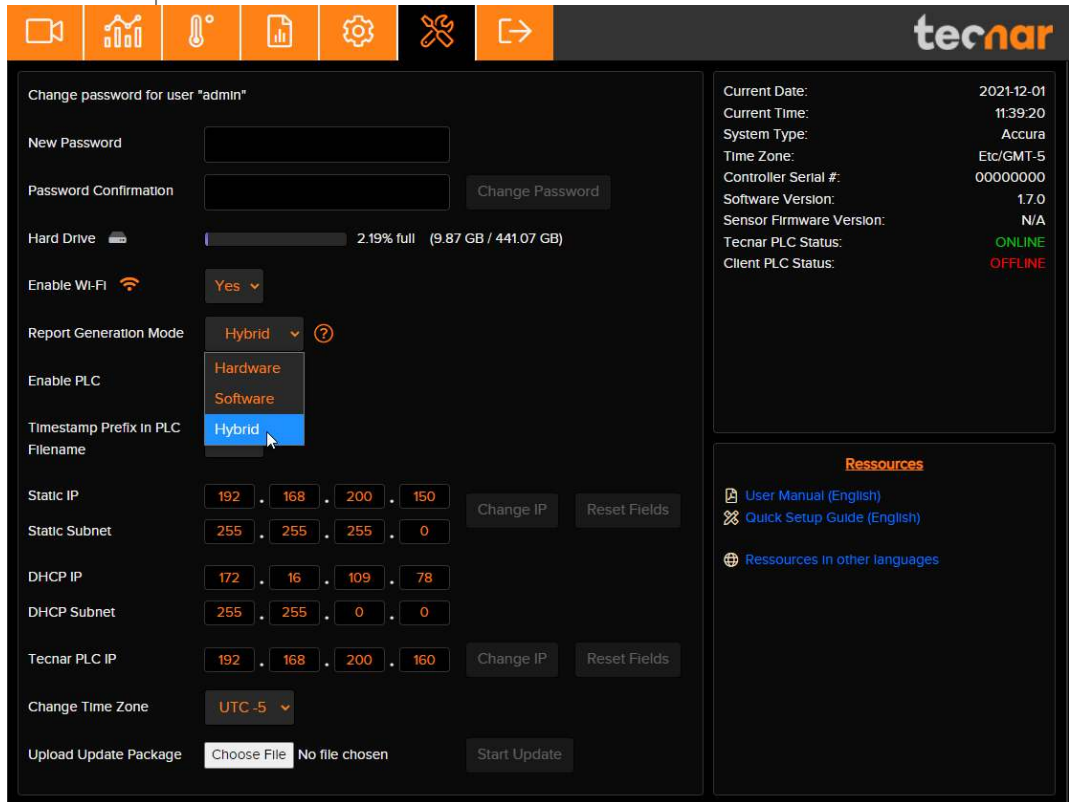 tecnar
Change password for user "admin"
New Password
Password Confirmation
Change Password
Hard Drive
2.19% full (9.87 GB / 441.07 GB)
Enable Wi-Fi
Yes
Report Generation Mode
Hybrid
?
Hardware
Enable PLC
Software
Timestamp Prefix in PLC
Filename
Hybrid
Static IP
192 . 168 . 200 . 150
Change IP
Reset Fields
Static Subnet
255 . 255 . 255 . 0
DHCP IP
172 . 16 . 109 . 78
DHCP Subnet
255 . 255 . 0 . 0
Tecnar PLC IP
192 . 168 . 200 . 160
Change IP
Reset Fields
Change Time Zone
UTC -5
Upload Update Package
Choose File No file chosen
Start Update
Current Date: 2021-12-01
Current Time: 11:39:20
System Type: Accura
Time Zone: Etc/GMT-5
Controller Serial #: 00000000
Software Version: 1.7.0
Sensor Firmware Version: N/A
Tecnar PLC Status: ONLINE
Client PLC Status: OFFLINE
Ressources
User Manual (English)
Quick Setup Guide (English)
Ressources in other languages